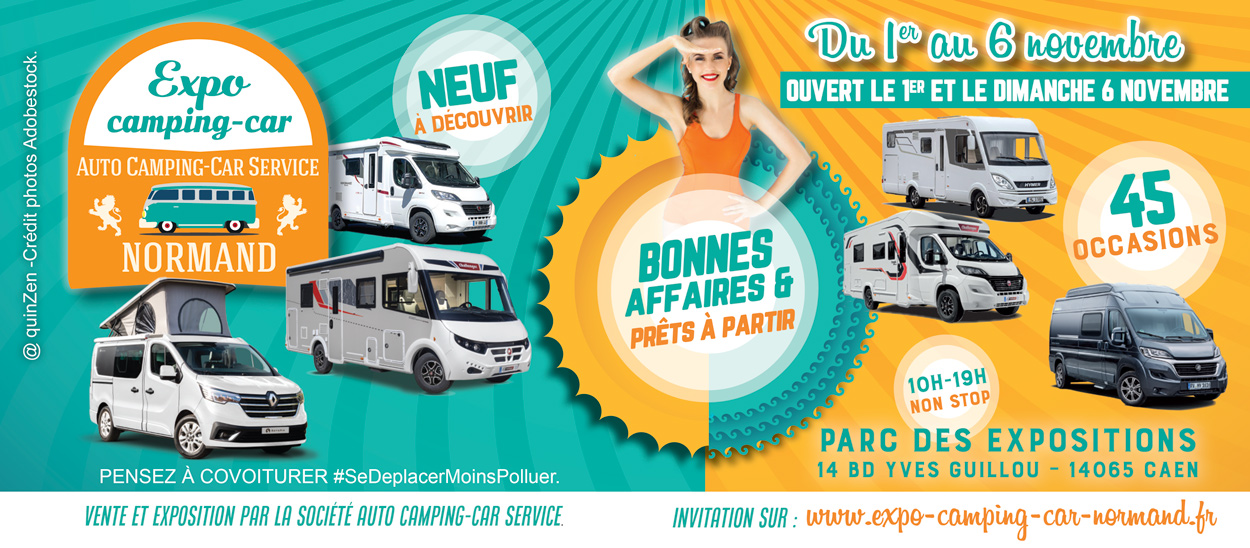 @ quinZen -Crédit photos Adobestock.
Expo
camping-car
AUTO CAMPING-CAR SERVICE
NORMAND
NEUF
À DÉCOUVRIR
BONNES
AFFAIRES &
PRÊTS À PARTIR
Du 1er au 6 novembre
OUVERT LE 1ER ET LE DIMANCHE 6 NOVEMBRE
HYMER
45
OCCASIONS
10H-19H
NON STOP
PARC DES EXPOSITIONS
14 BD YVES GUILLOU - 14065 CAEN
PENSEZ À COVOITURER #SeDeplacerMoinsPolluer.
VENTE ET EXPOSITION PAR LA SOCIÉTÉ AUTO CAMPING-CAR SERVICE.
INVITATION SUR : www.expo-camping-car-normand.fr